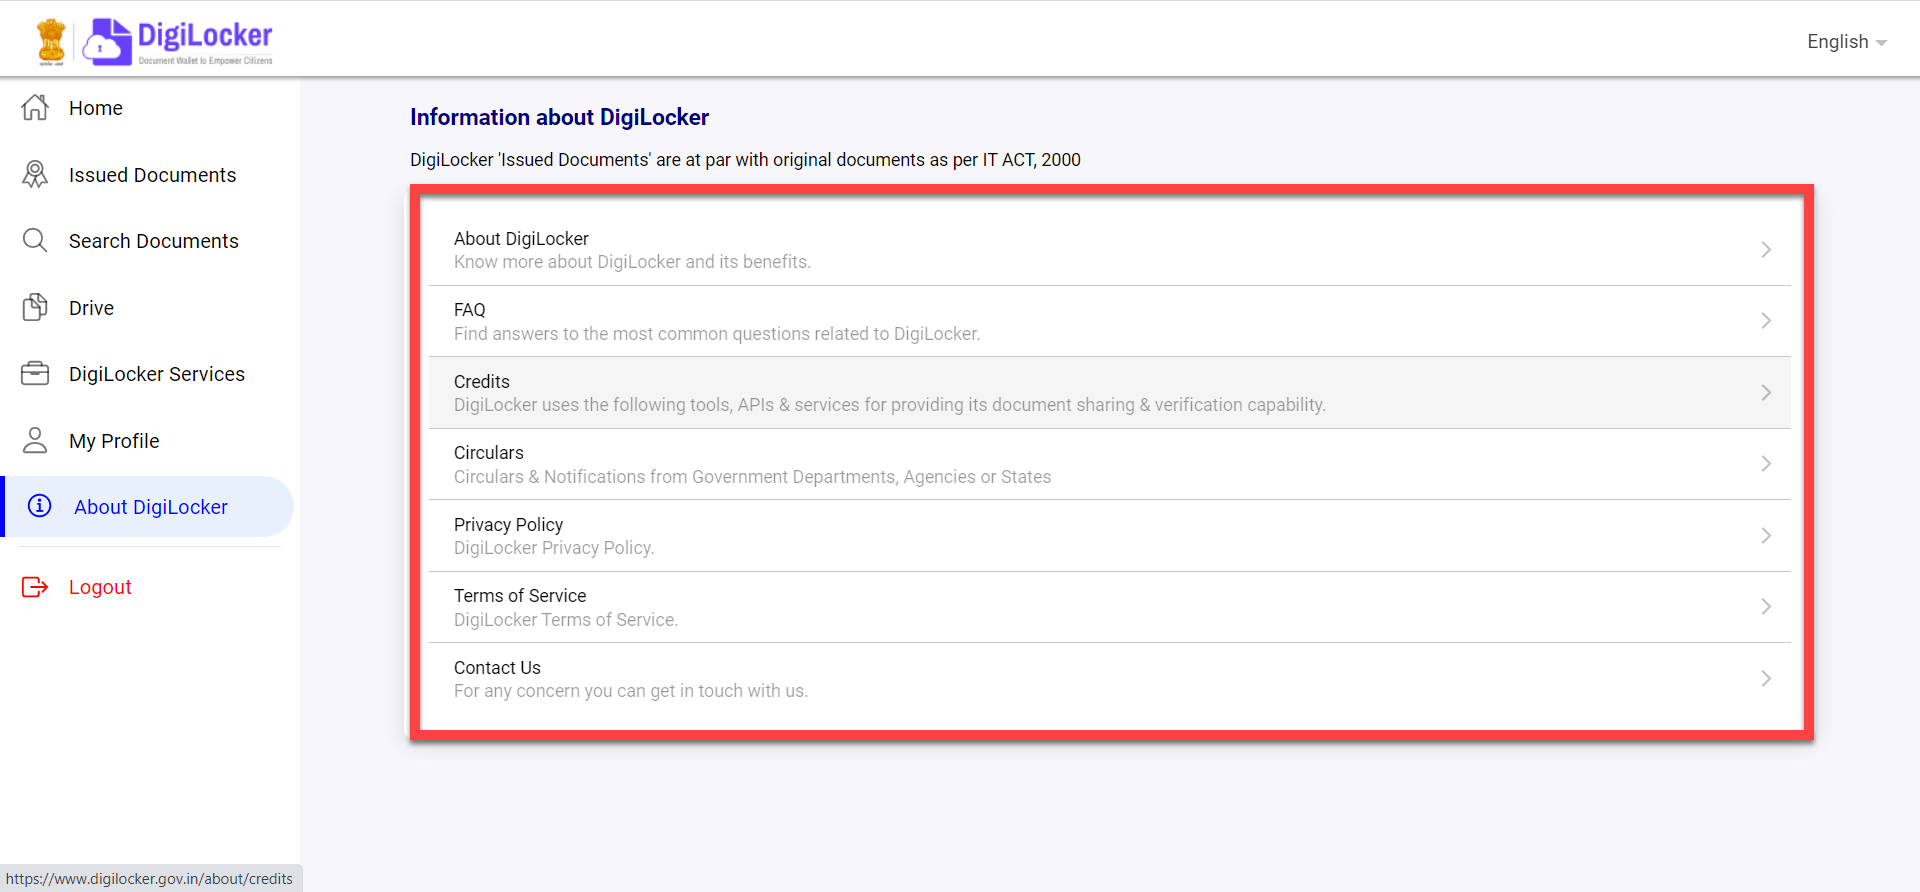 DigiLocker
Document Wallet to Empower Citizens
English
Home
Issued Documents
Search Documents
Drive
DigiLocker Services
My Profile
About DigiLocker
Logout
Information about DigiLocker
DigiLocker 'Issued Documents' are at par with original documents as per IT ACT, 2000
About DigiLocker
Know more about DigiLocker and its benefits.
FAQ
Find answers to the most common questions related to DigiLocker.
Credits
DigiLocker uses the following tools, APIs & services for providing its document sharing & verification capability.
Circulars
Circulars & Notifications from Government Departments, Agencies or States
Privacy Policy
DigiLocker Privacy Policy.
Terms of Service
DigiLocker Terms of Service.
Contact Us
For any concern you can get in touch with us.
https://www.digilocker.gov.in/about/credits